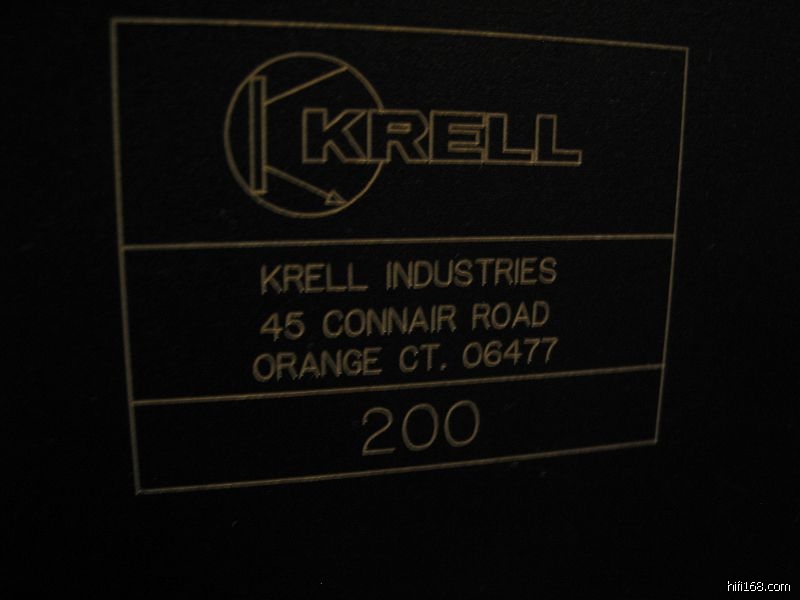 KRELL
KRELL INDUSTRIES
45 CONNAIR ROAD
ORANGE CT. 06477
200
hifi168.com